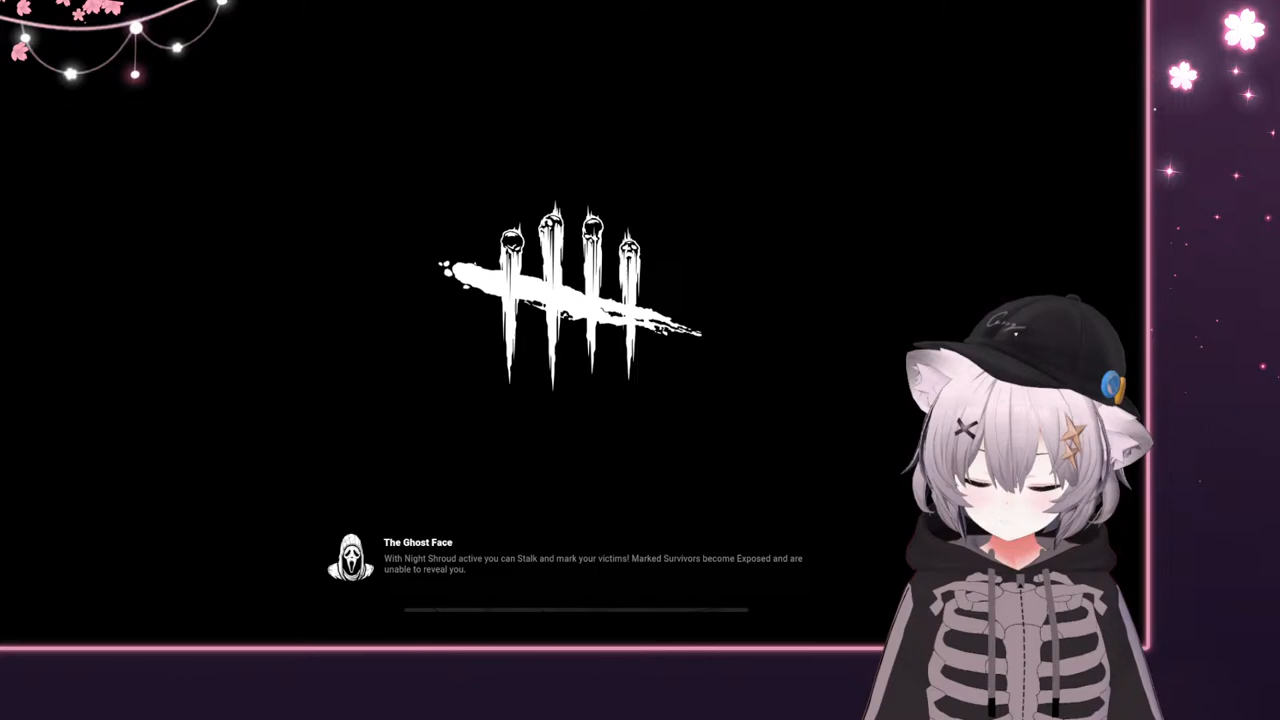 The Ghost Face
With Night Shroud active you can Stalk and mark your victims! Marked Survivors become Exposed and are
unable to reveal you.